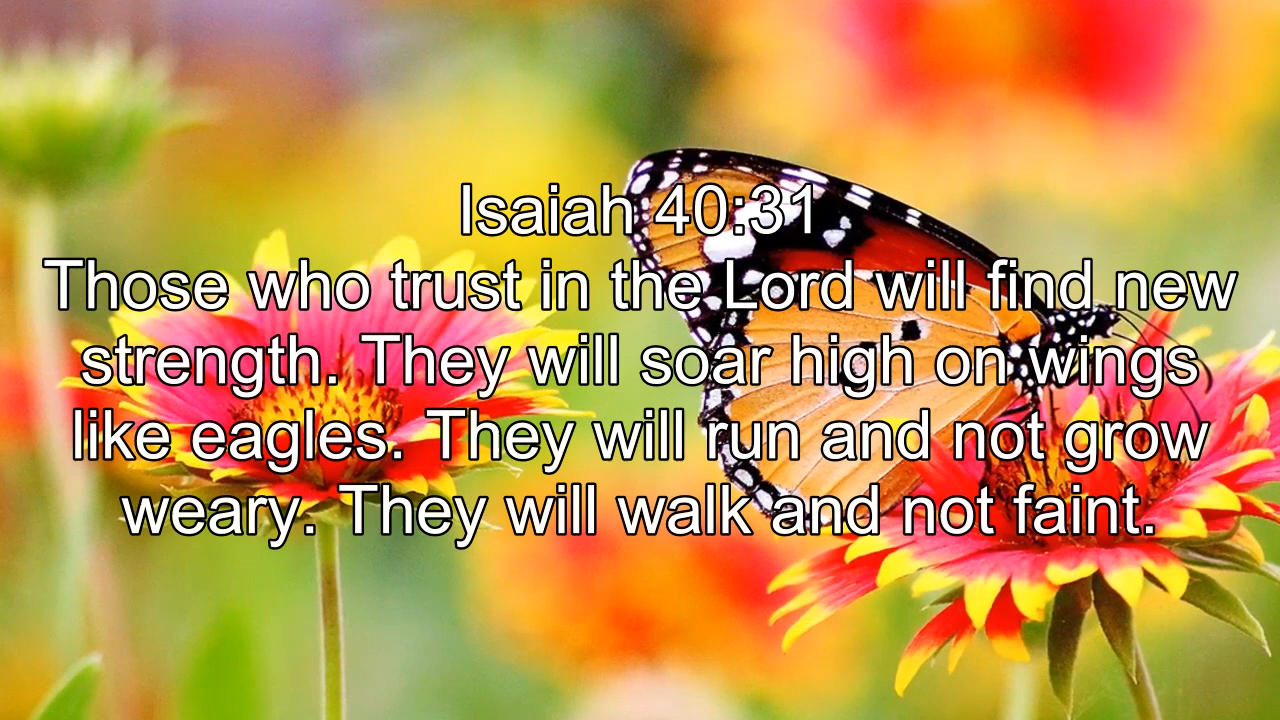 Isaiah 40:31
Those who trust in the Lord will find new
strength. They will soar high on wings
like eagles. They will run and not grow
weary. They will walk and not faint.